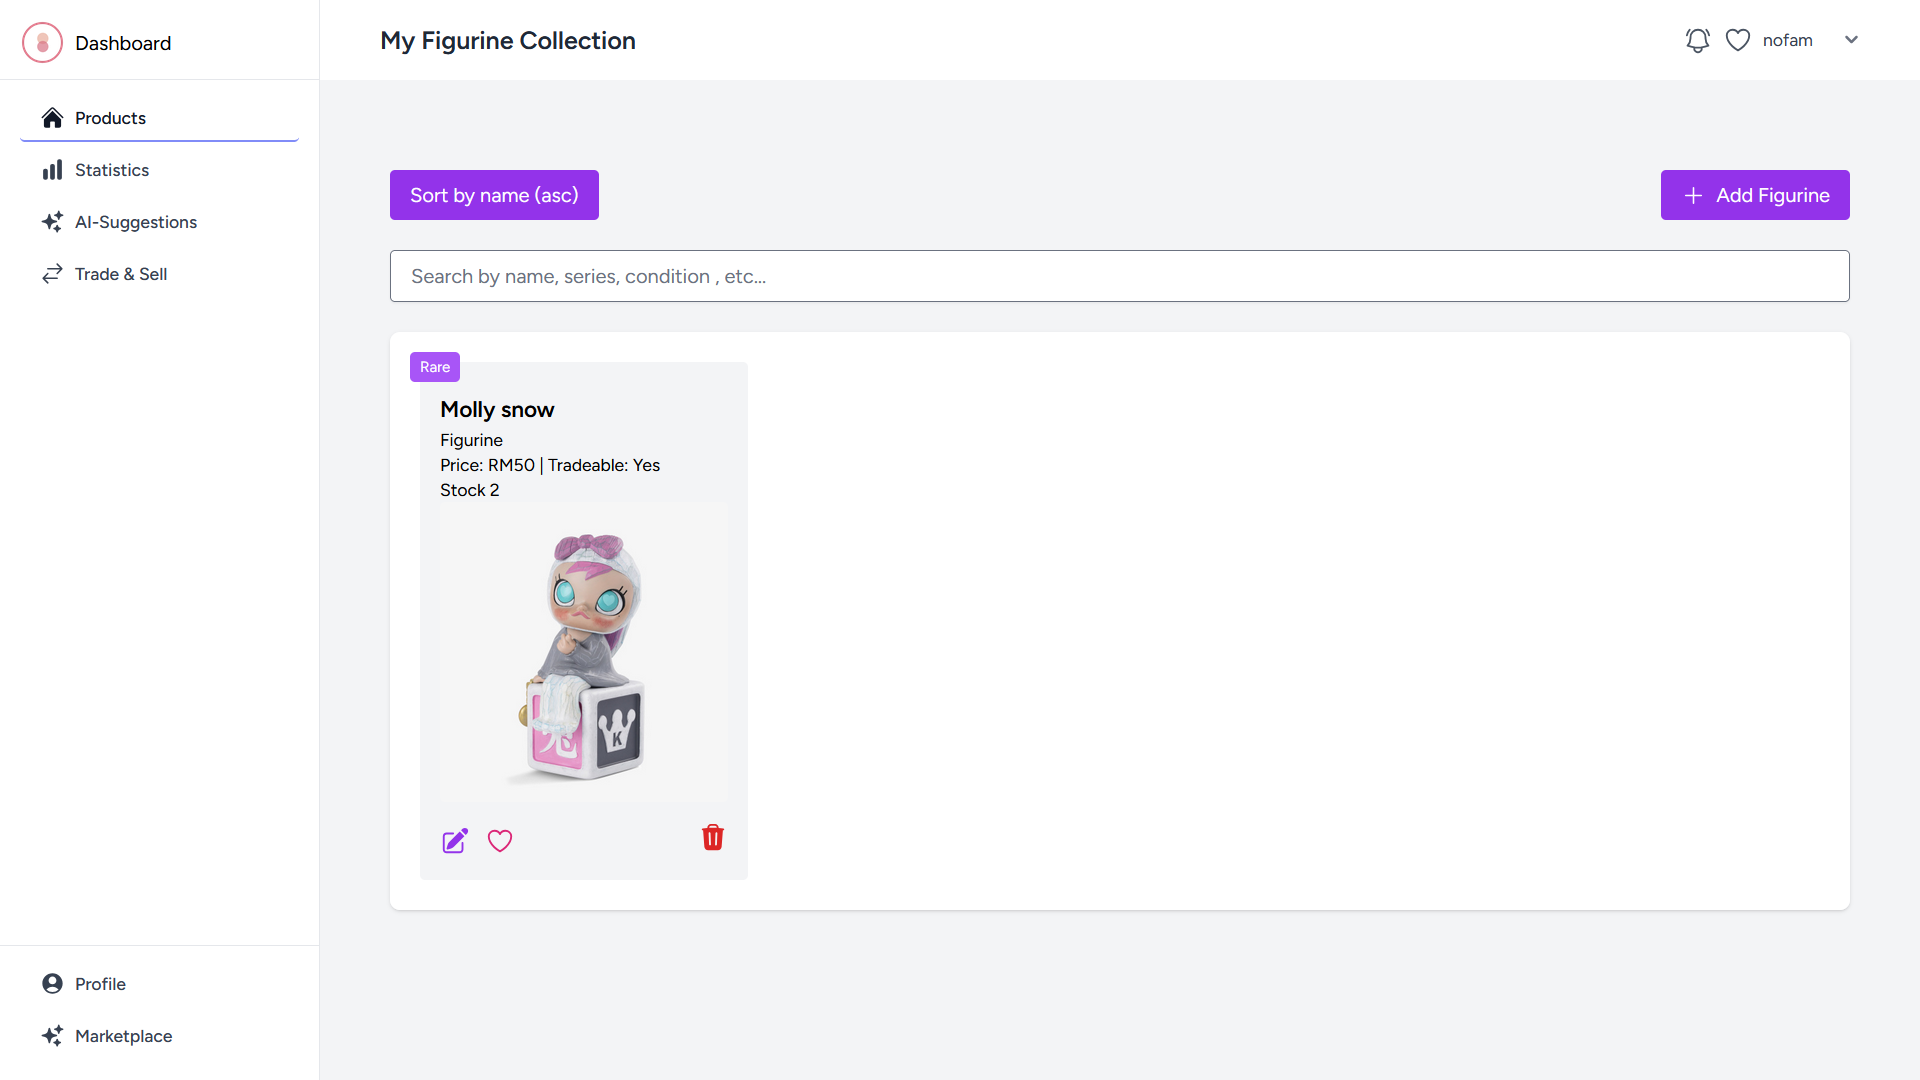 Dashboard
My Figurine Collection
nofam
Products
Statistics
AI-Suggestions
Trade & Sell
Sort by name (asc)
Add Figurine
Search by name, series, condition , etc...
Rare
Molly snow
Figurine
Price: RM50 | Tradeable: Yes
Stock 2
兔
K
Profile
Marketplace